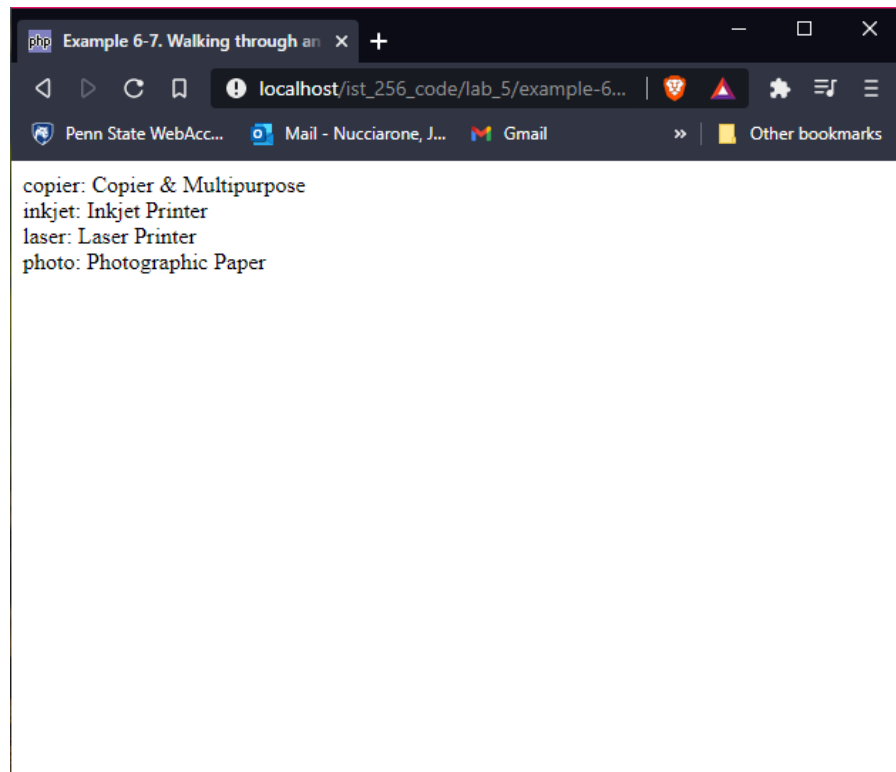 php Example 6-7. Walking through an
localhost/ist_256_code/lab_5/example-6...
Penn State WebAcc... Mail - Nucciarone, J... Gmail » Other bookmarks
copier: Copier & Multipurpose
inkjet: Inkjet Printer
laser: Laser Printer
photo: Photographic Paper